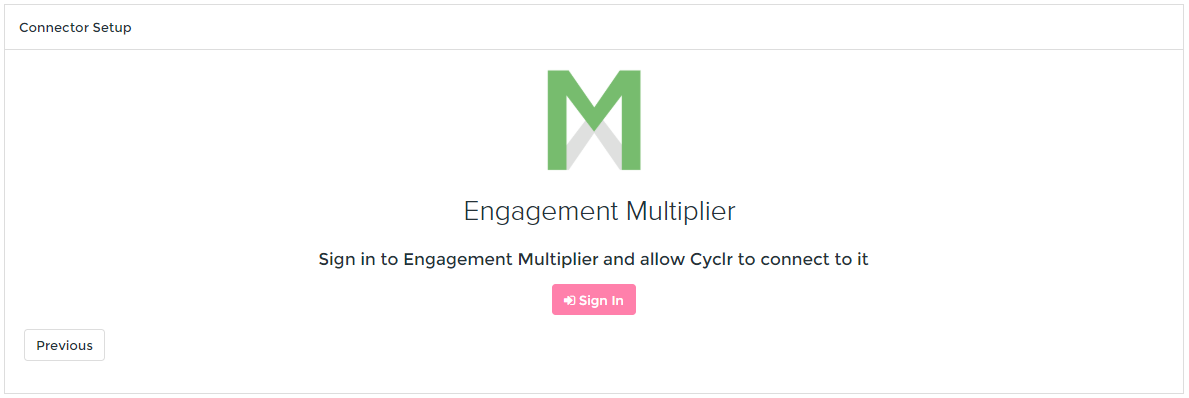 Connector Setup
Engagement Multiplier
Sign in to Engagement Multiplier and allow Cyclr to connect to it
Sign In
Previous